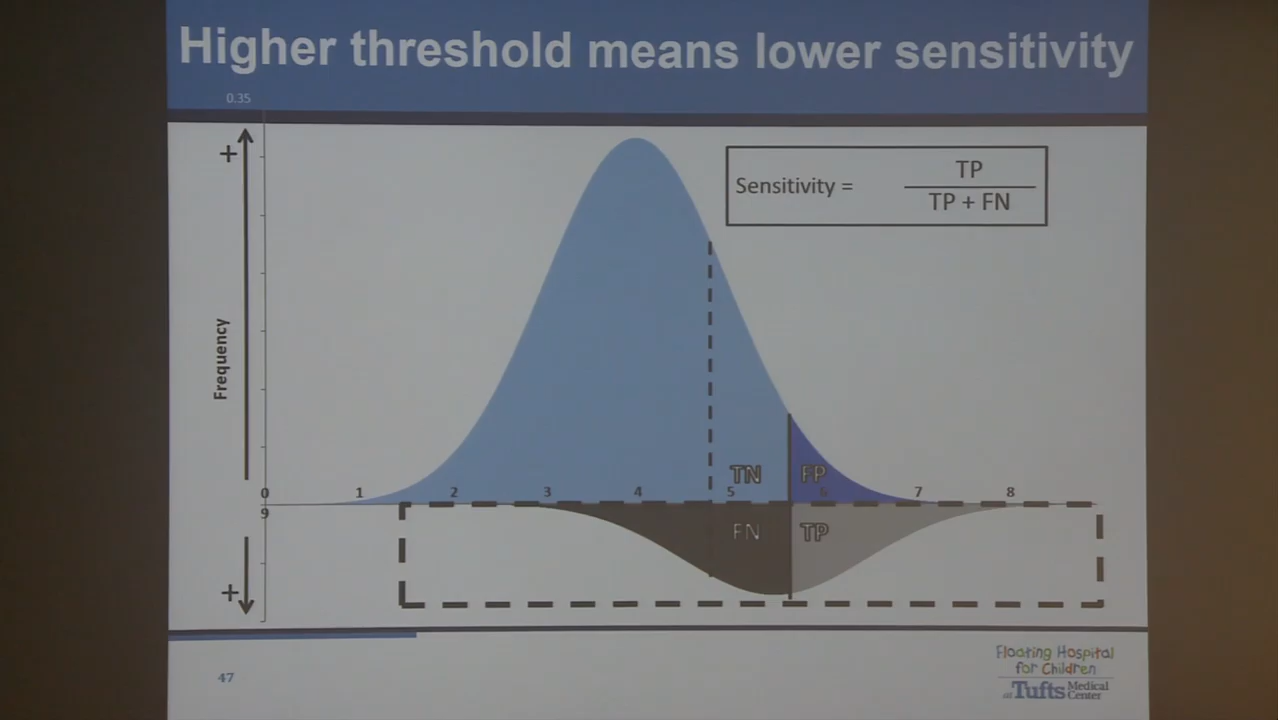 Higher threshold means lower sensitivity
0.35
+
Sensitivity =
TP
TP + FN
Frequency
TN
FP
0
1
2
3
4
5
6
7
8
9
FN
TP
+
47
Floating Hospital
for Children
at Tufts Medical
Center